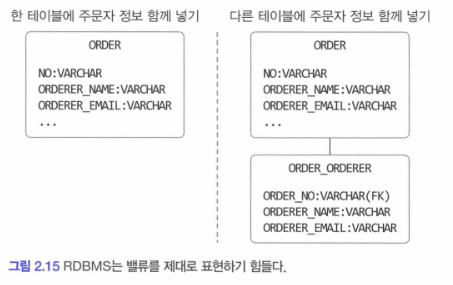 한 테이블에 주문자 정보 함께 넣기
ORDER
NO:VARCHAR
ORDERER_NAME:VARCHAR
ORDERER_EMAIL:VARCHAR
...
다른 테이블에 주문자 정보 함께 넣기
ORDER
NO:VARCHAR
ORDERER_NAME:VARCHAR
ORDERER_EMAIL:VARCHAR
...
ORDER_ORDERER
ORDER_NO:VARCHAR(FK)
ORDERER_NAME:VARCHAR
ORDERER_EMAIL:VARCHAR
그림 2.15 RDBMS는 밸류를 제대로 표현하기 힘들다.